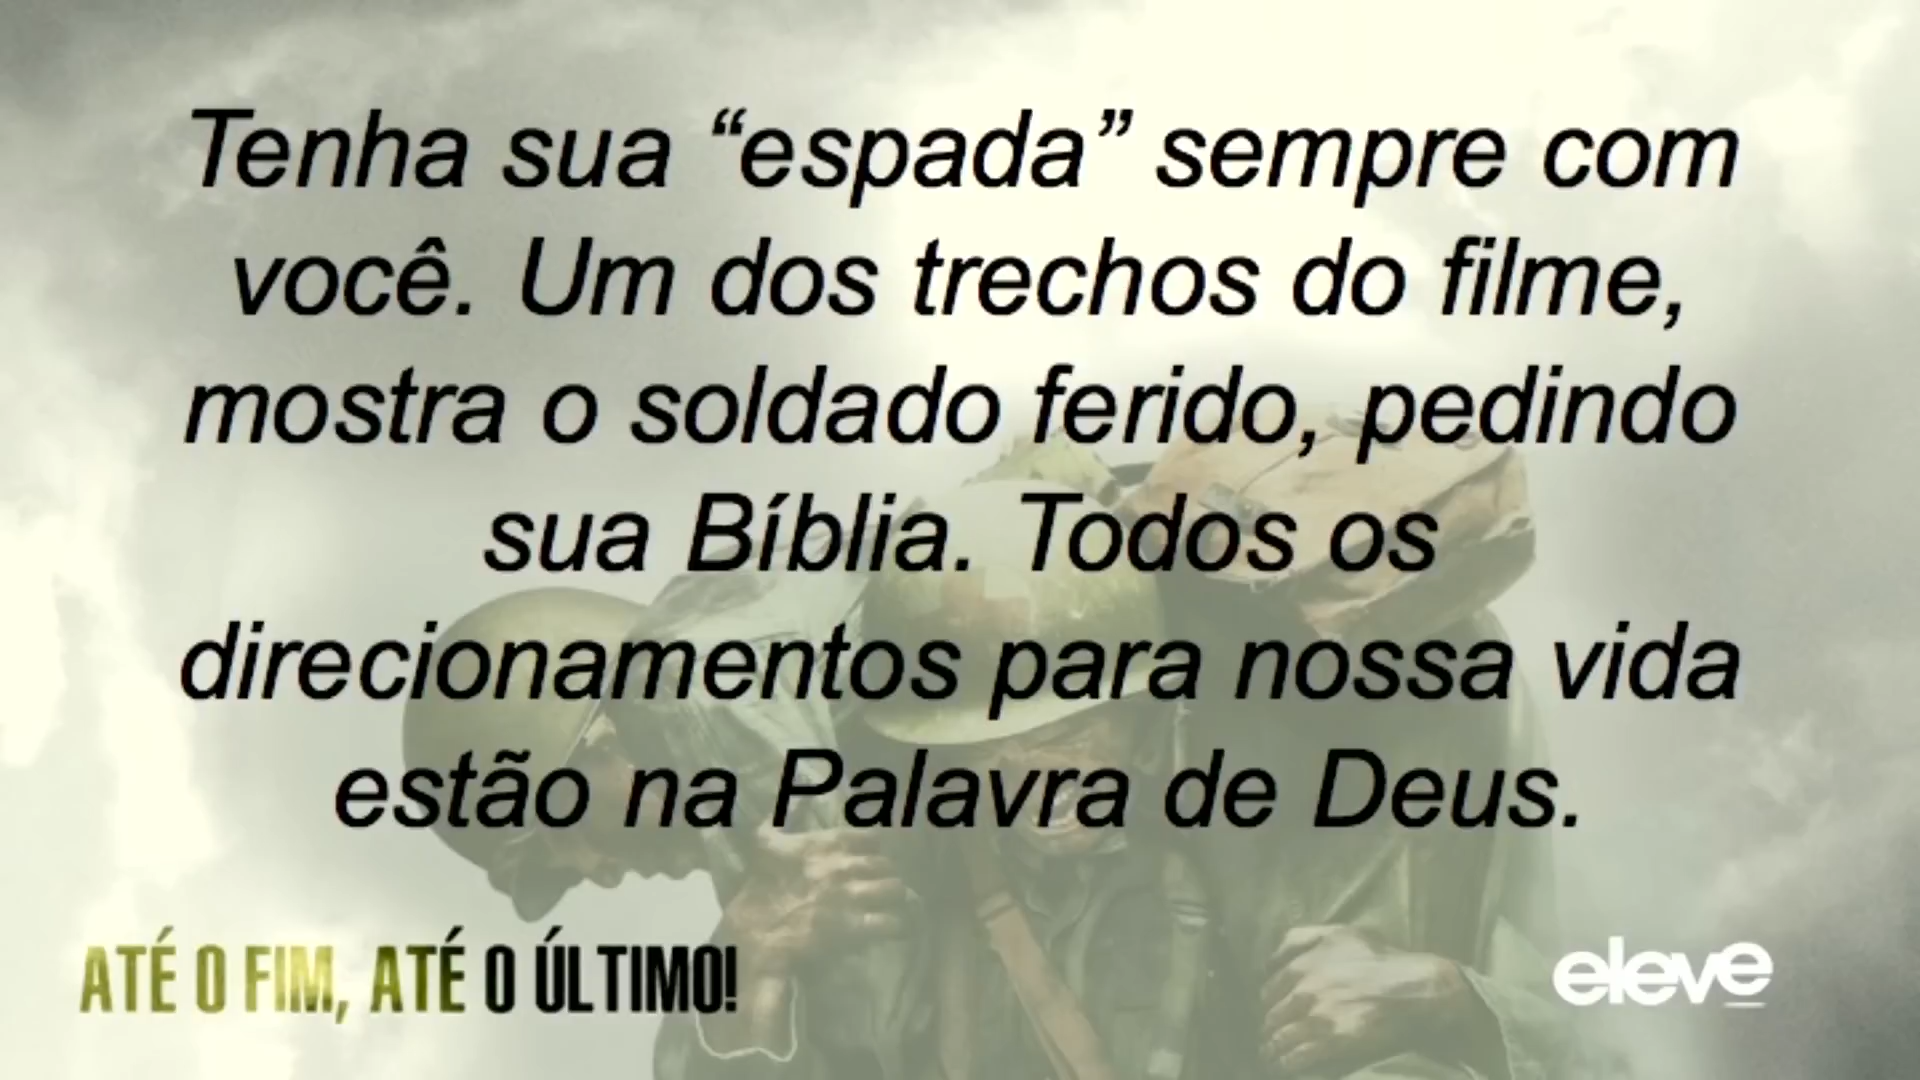 Tenha sua “espada” sempre com
você. Um dos trechos do filme,
mostra o soldado ferido, pedindo
sua Bíblia. Todos os
direcionamentos para nossa vida
estão na Palavra de Deus.
ATÉ O FIM, ATÉ O ÚLTIMO!
eleve